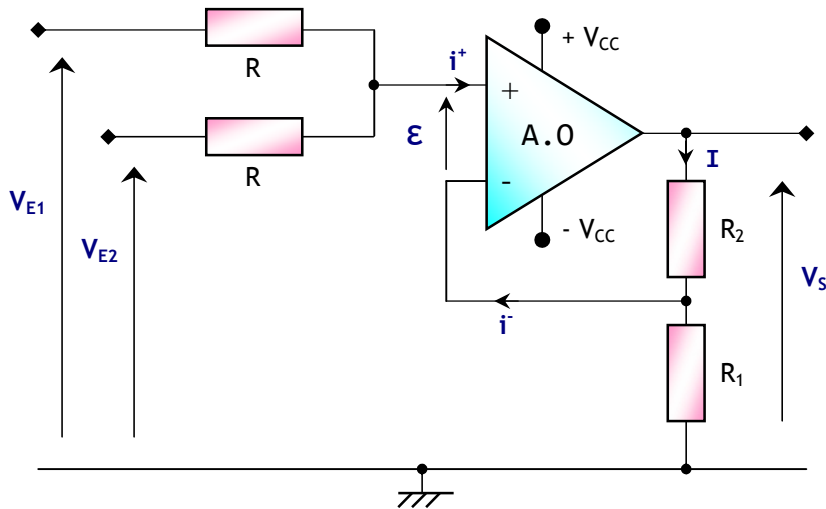 R
i⁺
+ V_CC
+
R
ε
A.O
I
V_E1
V_E2
-
- V_CC
R₂
V_S
i⁻
R₁